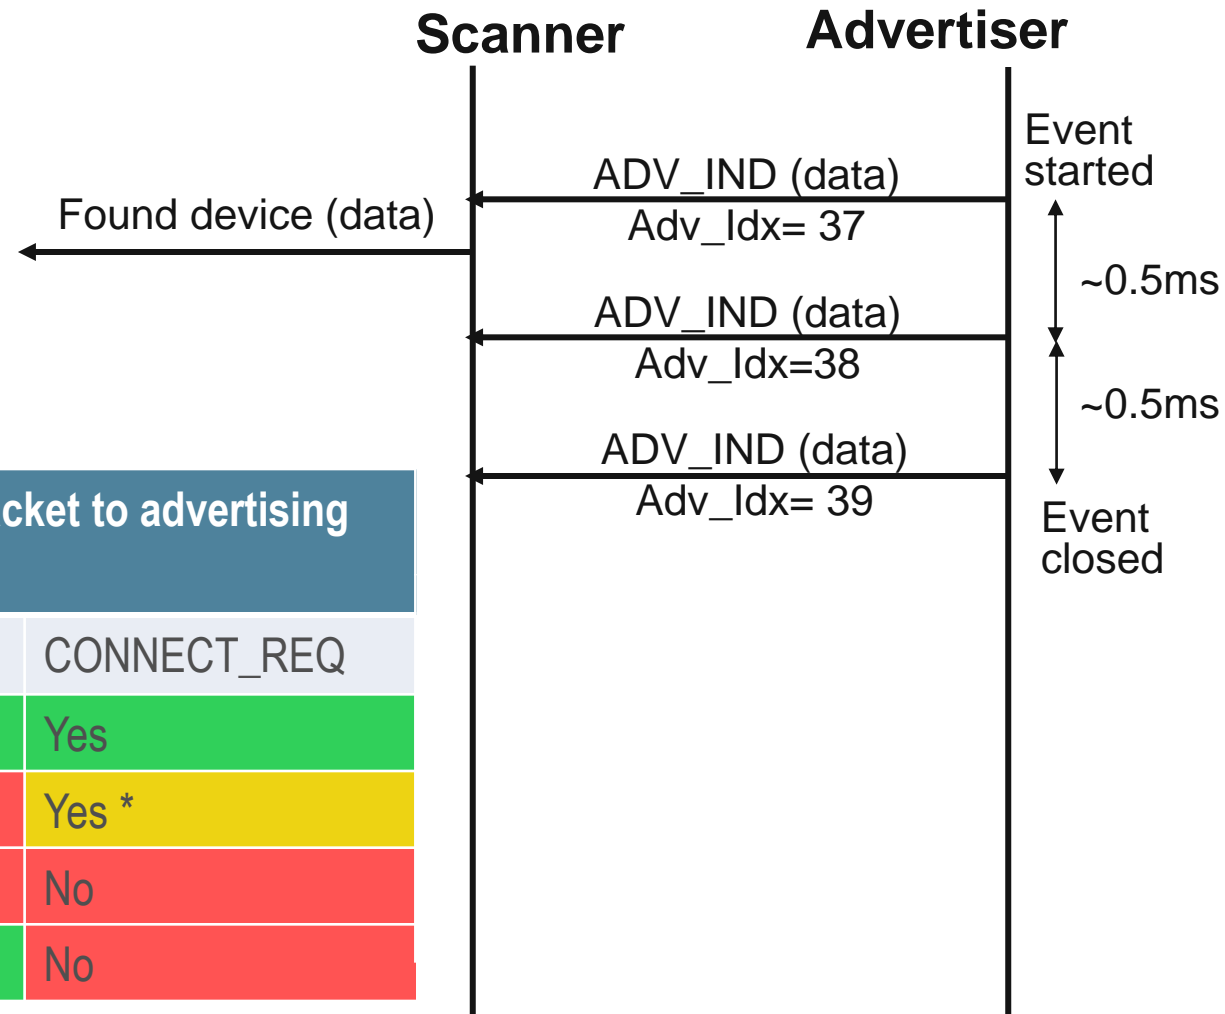 Scanner
Advertiser
Event
started
ADV_IND (data)
Adv_Idx= 37
Found device (data)
~0.5ms
ADV_IND (data)
Adv_Idx=38
~0.5ms
ADV_IND (data)
Adv_Idx= 39
Event
closed
cket to advertising
CONNECT_REQ
Yes
Yes *
No
No